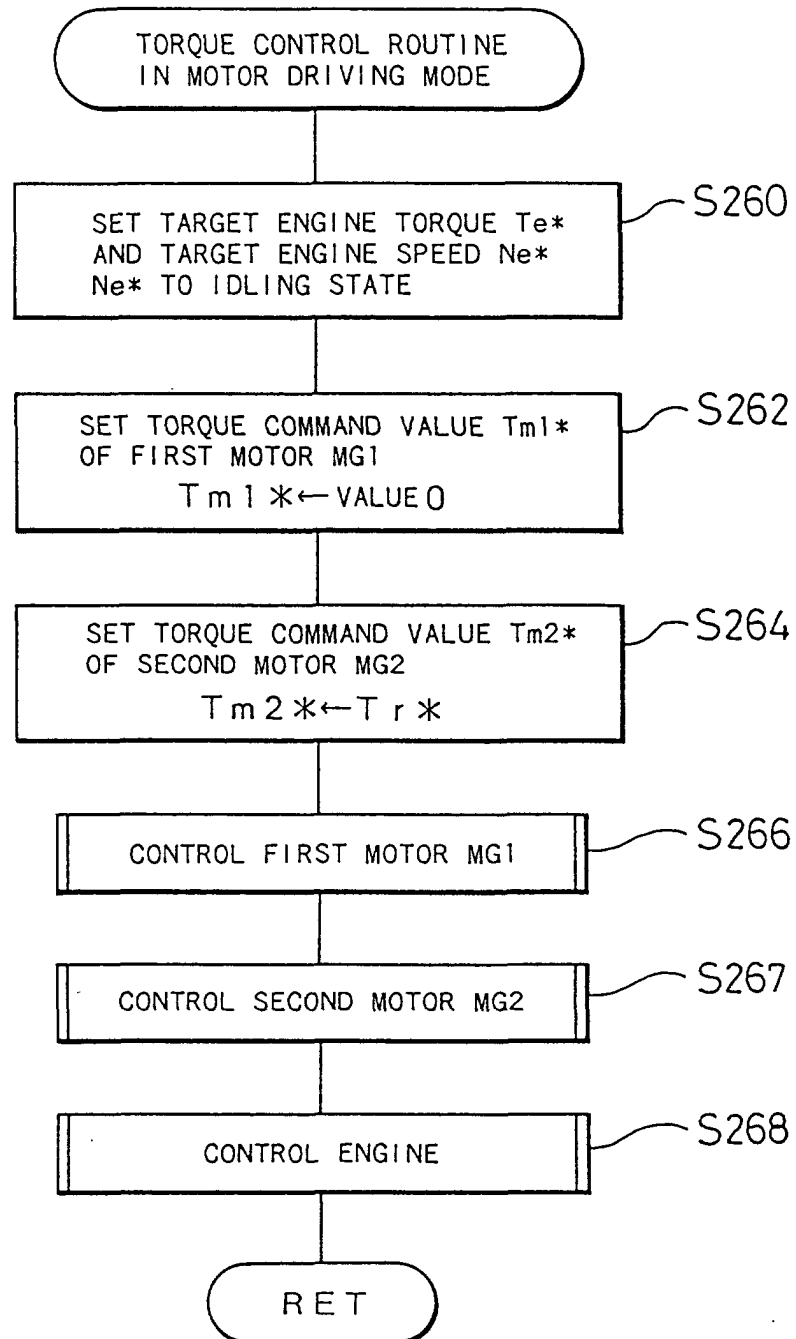 TORQUE CONTROL ROUTINE
IN MOTOR DRIVING MODE
SET TARGET ENGINE TORQUE Te*
AND TARGET ENGINE SPEED Ne*
Ne* TO IDLING STATE
S260
SET TORQUE COMMAND VALUE Tm1*
OF FIRST MOTOR MG1
Tm1*←VALUE0
S262
SET TORQUE COMMAND VALUE Tm2*
OF SECOND MOTOR MG2
Tm2*←Tr*
S264
CONTROL FIRST MOTOR MG1
S266
CONTROL SECOND MOTOR MG2
S267
CONTROL ENGINE
S268
RET